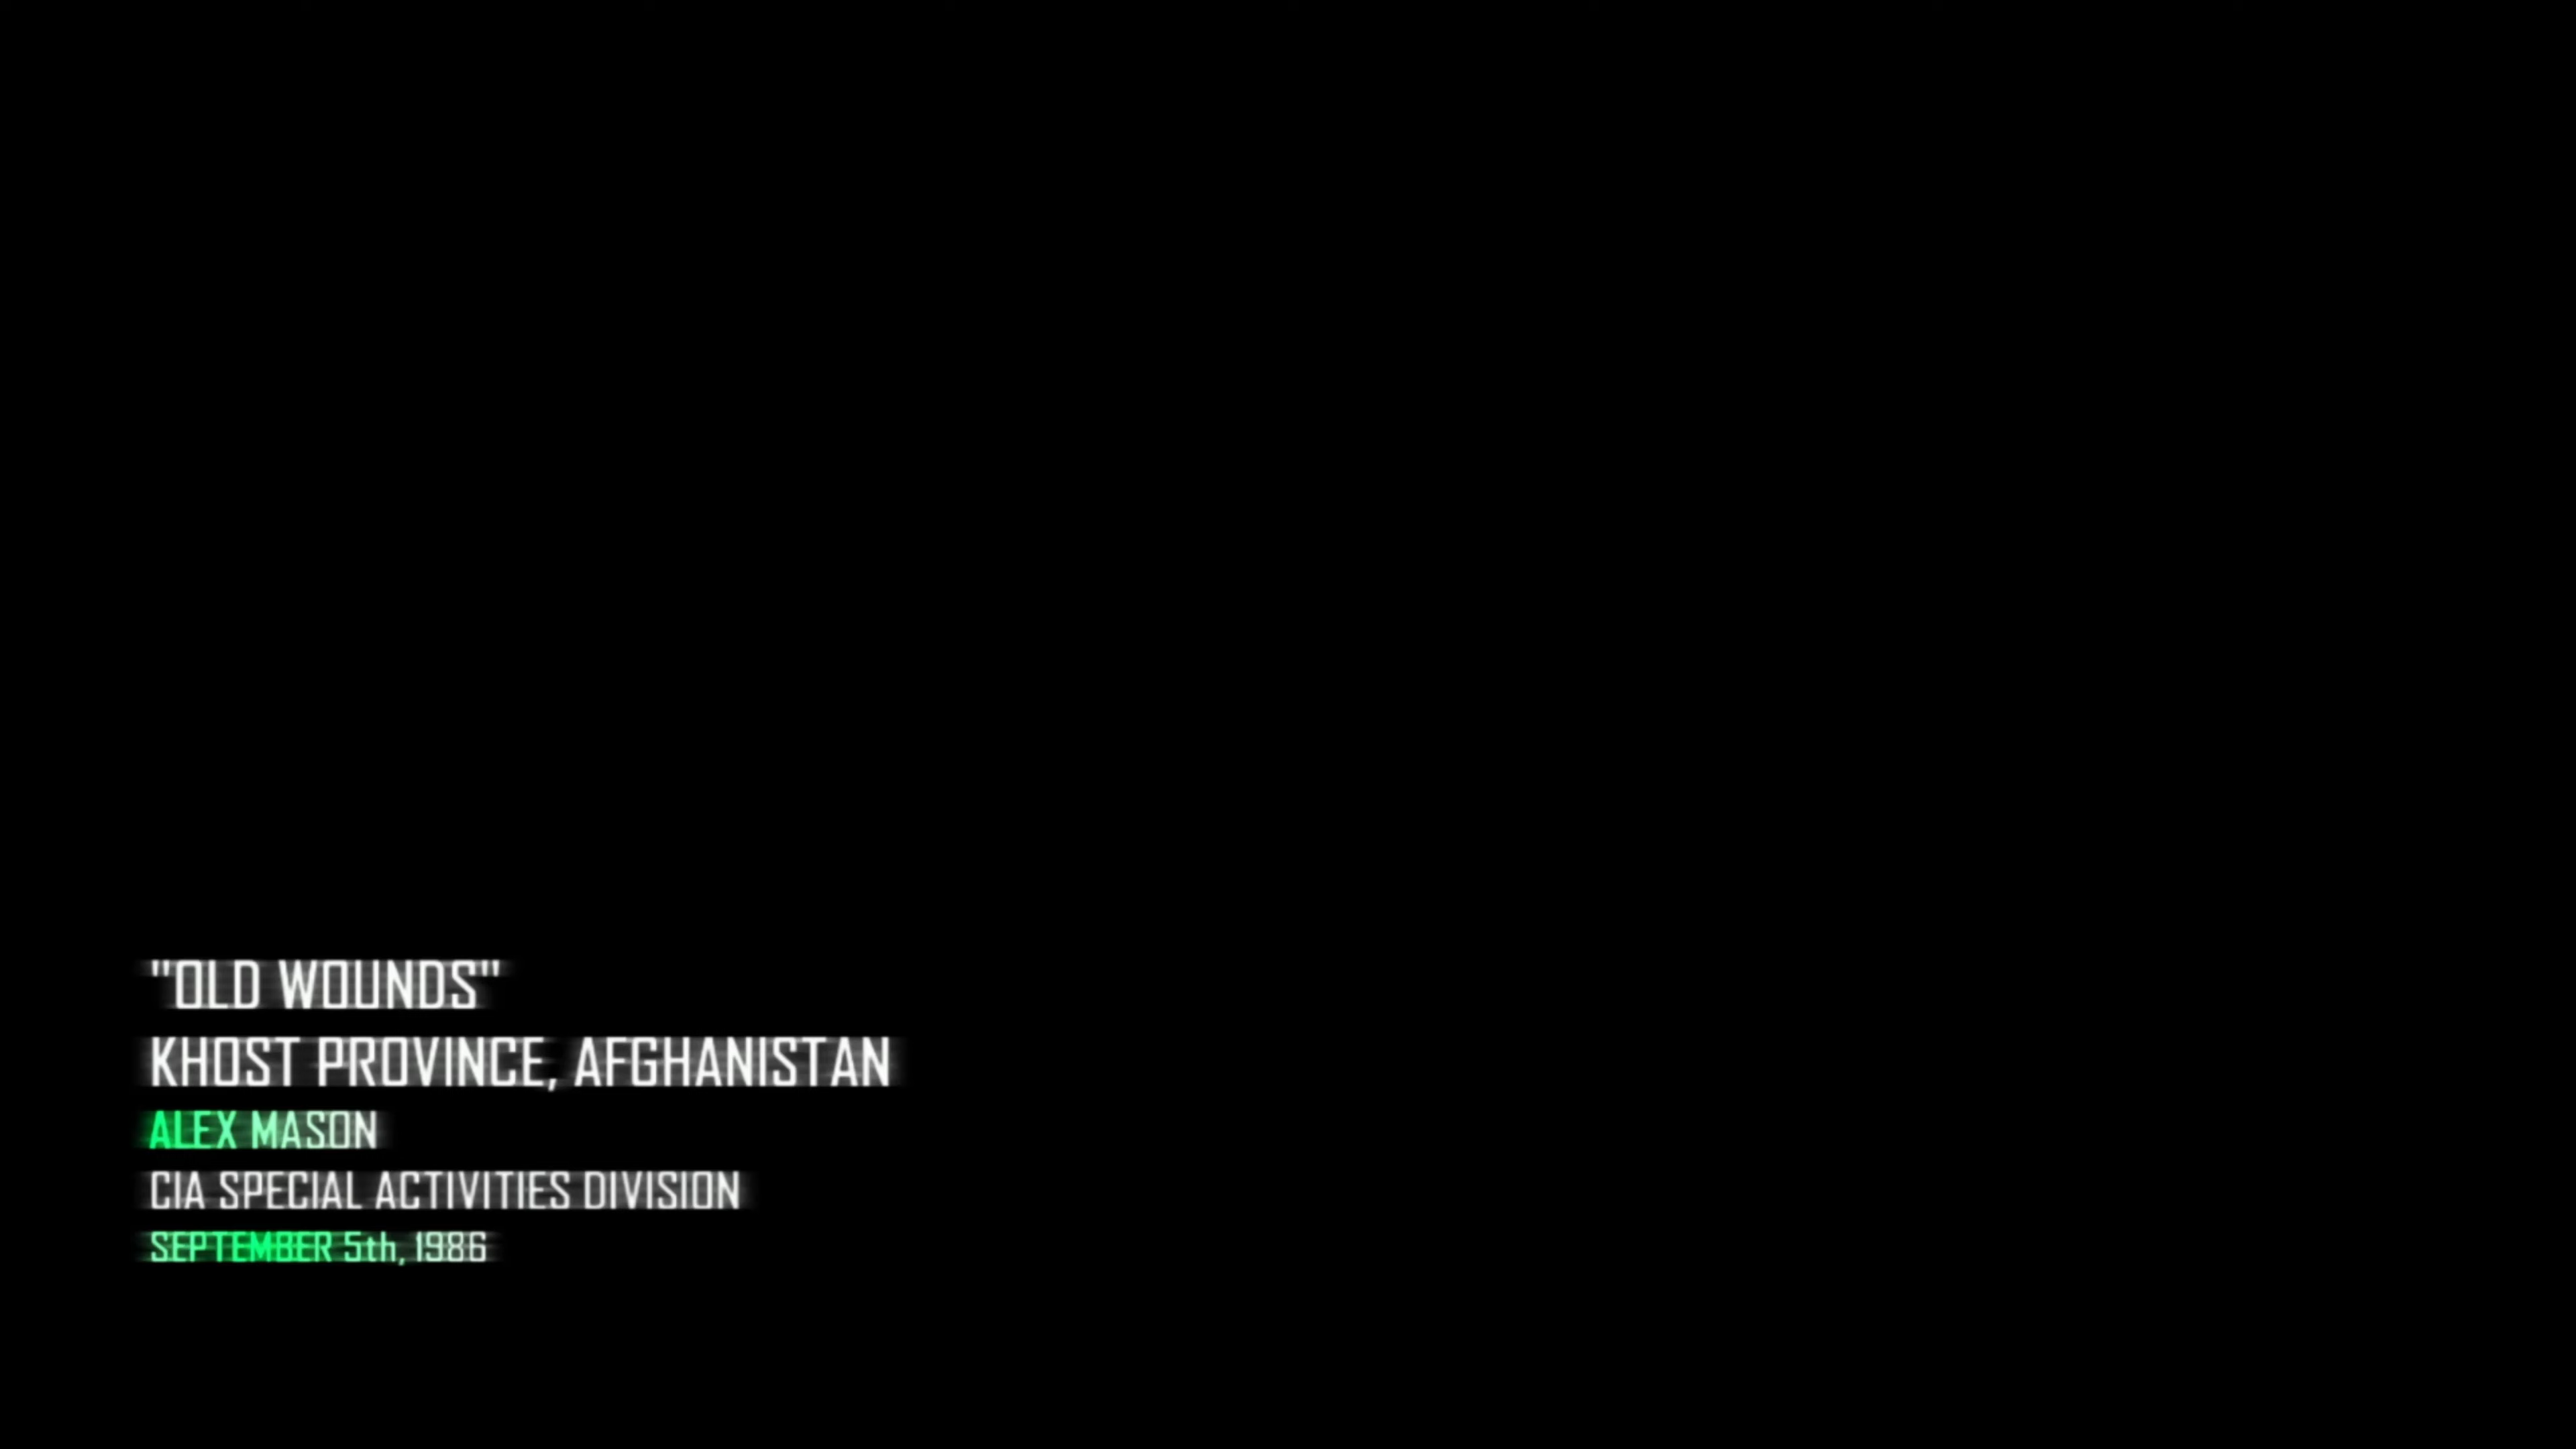 "OLD WOUNDS"
KHOST PROVINCE, AFGHANISTAN
ALEX MASON
CIA SPECIAL ACTIVITIES DIVISION
SEPTEMBER 5th, 1986